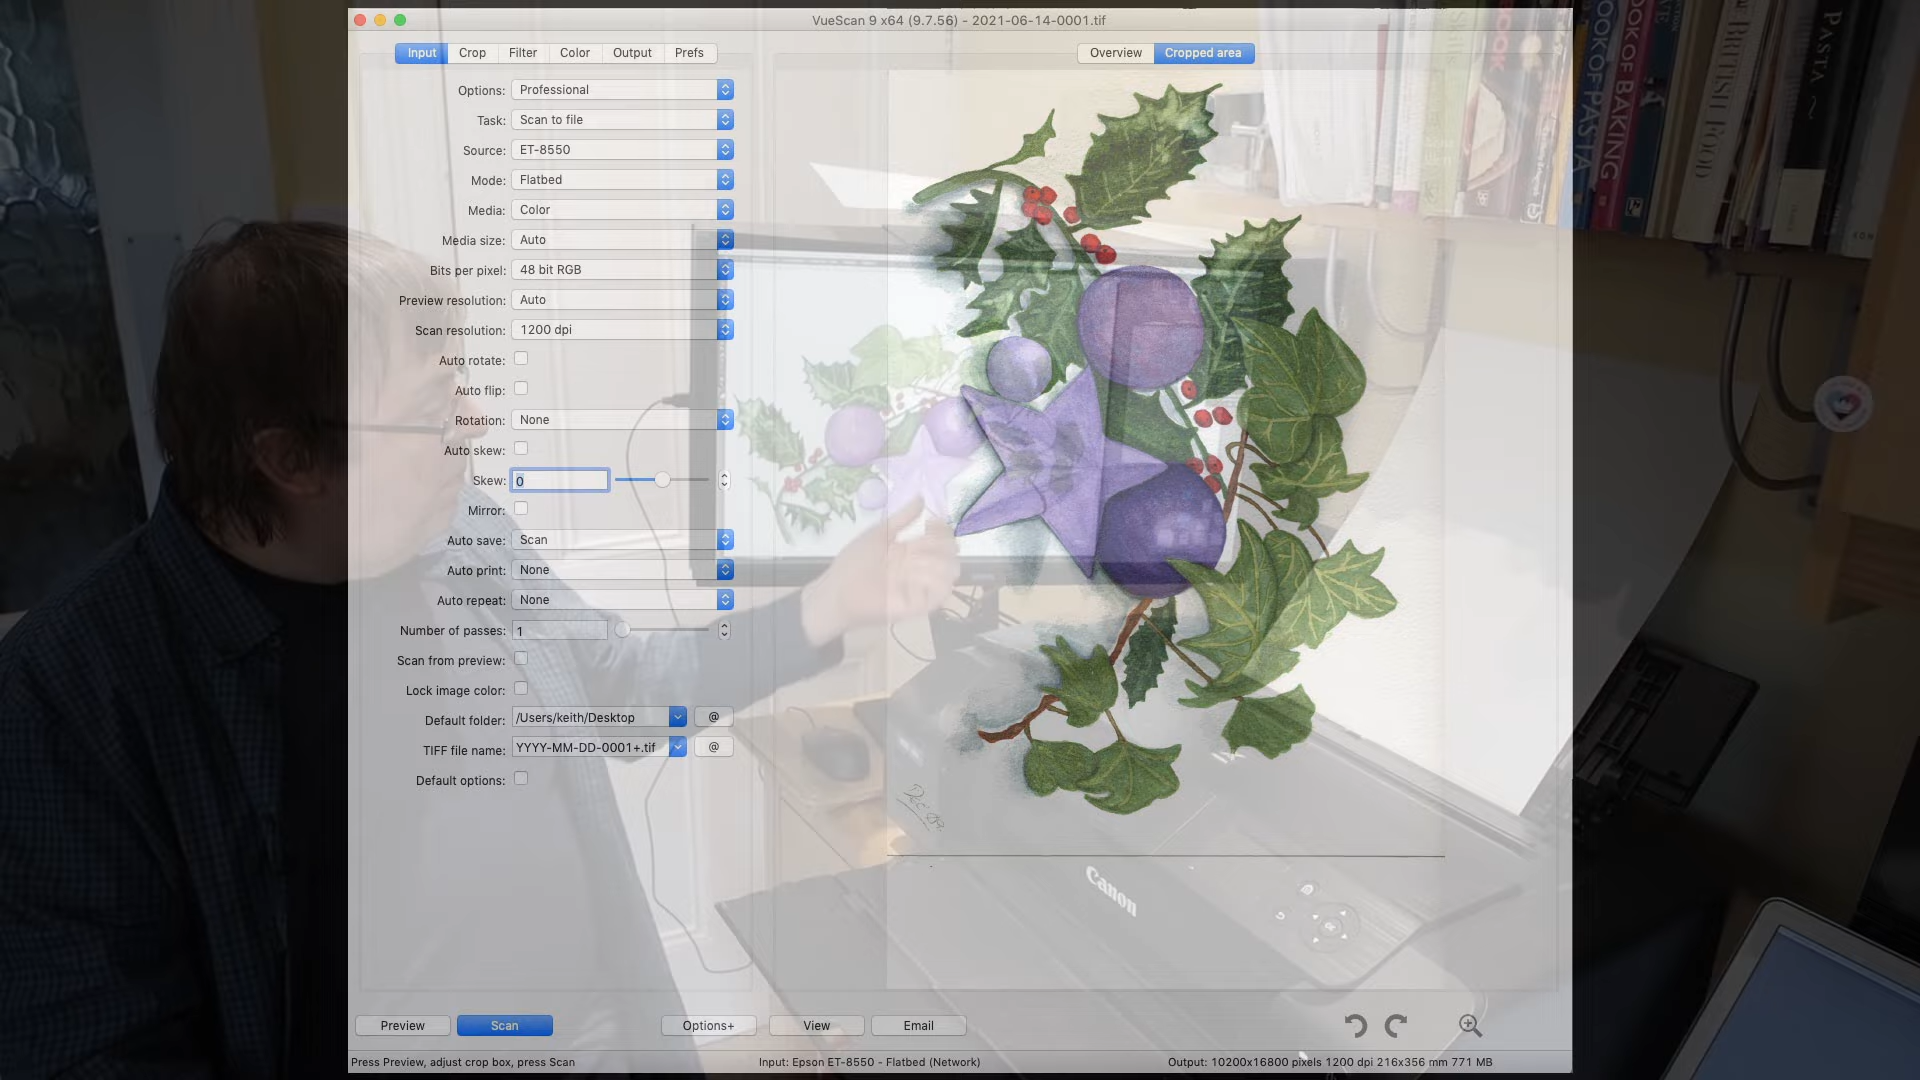 VueScan 9 x64 (9.7.56) - 2021-06-14-0001.tif
Input Crop Filter Color Output Prefs
Overview Cropped area
Options: Professional
Task: Scan to file
Source: ET-8550
Mode: Flatbed
Media: Color
Media size: Auto
Bits per pixel: 48 bit RGB
Preview resolution: Auto
Scan resolution: 1200 dpi
Auto rotate:
Auto flip:
Rotation: None
Auto skew:
Skew: 0
Mirror:
Auto save: Scan
Auto print: None
Auto repeat: None
Number of passes: 1
Scan from preview:
Lock image color:
Default folder: /Users/keith/Desktop @
TIFF file name: YYYY-MM-DD-0001+.tif @
Default options:
BOOK OF PASTA
BOOK OF BAKING
BRITISH FOOD
PASTA
Canon
OK
Preview Scan Options+ View Email
Press Preview, adjust crop box, press Scan
Input: Epson ET-8550 - Flatbed (Network)
Output: 10200x16800 pixels 1200 dpi 216x356 mm 771 MB